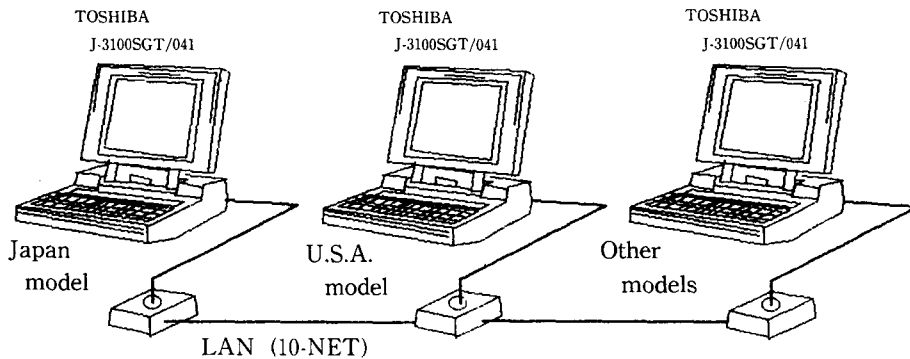 TOSHIBA
J-3100SGT/041
TOSHIBA
J-3100SGT/041
TOSHIBA
J-3100SGT/041
Japan
model
U.S.A.
model
Other
models
LAN (10-NET)